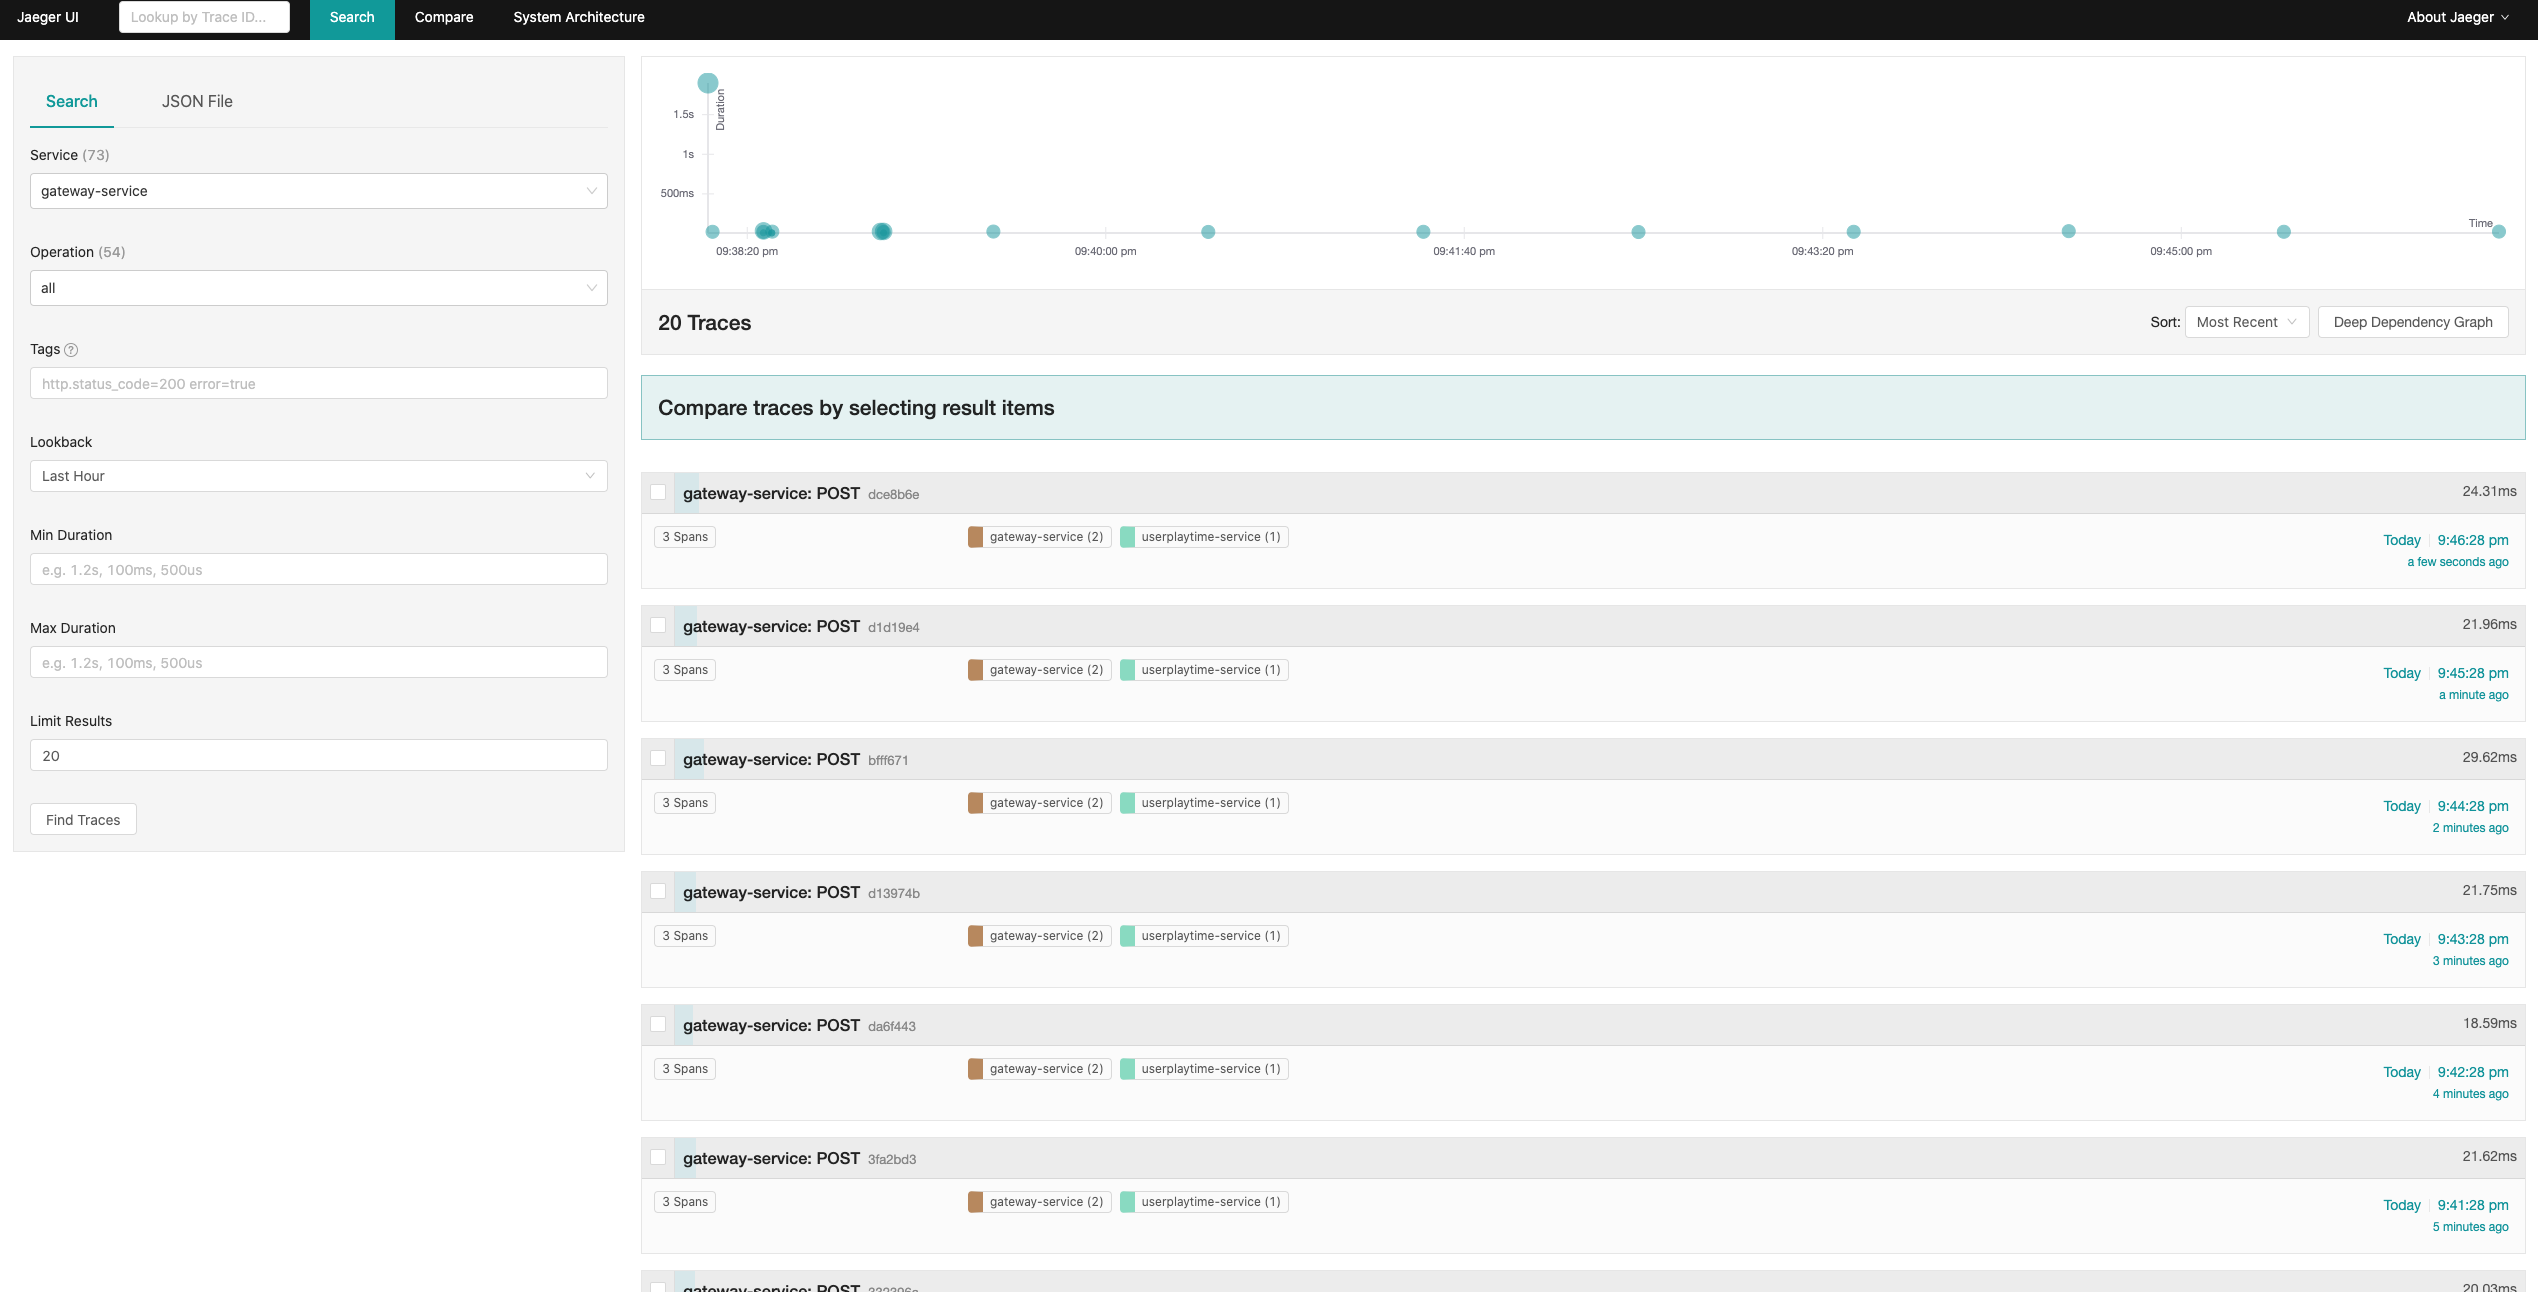 Jaeger UI
Lookup by Trace ID...
Search
Compare
System Architecture
About Jaeger
Search
JSON File
Service (73)
gateway-service
Operation (54)
all
Tags ?
http.status_code=200 error=true
Lookback
Last Hour
Min Duration
e.g. 1.2s, 100ms, 500us
Max Duration
e.g. 1.2s, 100ms, 500us
Limit Results
20
Find Traces
Duration
1.5s
1s
500ms
Time
09:38:20 pm
09:40:00 pm
09:41:40 pm
09:43:20 pm
09:45:00 pm
20 Traces
Sort: Most Recent
Deep Dependency Graph
Compare traces by selecting result items
gateway-service: POST dce8b6e
24.31ms
3 Spans
gateway-service (2)
userplaytime-service (1)
Today 9:46:28 pm
a few seconds ago
gateway-service: POST d1d19e4
21.96ms
3 Spans
gateway-service (2)
userplaytime-service (1)
Today 9:45:28 pm
a minute ago
gateway-service: POST bfff671
29.62ms
3 Spans
gateway-service (2)
userplaytime-service (1)
Today 9:44:28 pm
2 minutes ago
gateway-service: POST d13974b
21.75ms
3 Spans
gateway-service (2)
userplaytime-service (1)
Today 9:43:28 pm
3 minutes ago
gateway-service: POST da6f443
18.59ms
3 Spans
gateway-service (2)
userplaytime-service (1)
Today 9:42:28 pm
4 minutes ago
gateway-service: POST 3fa2bd3
21.62ms
3 Spans
gateway-service (2)
userplaytime-service (1)
Today 9:41:28 pm
5 minutes ago
gateway-service: POST
20.03ms